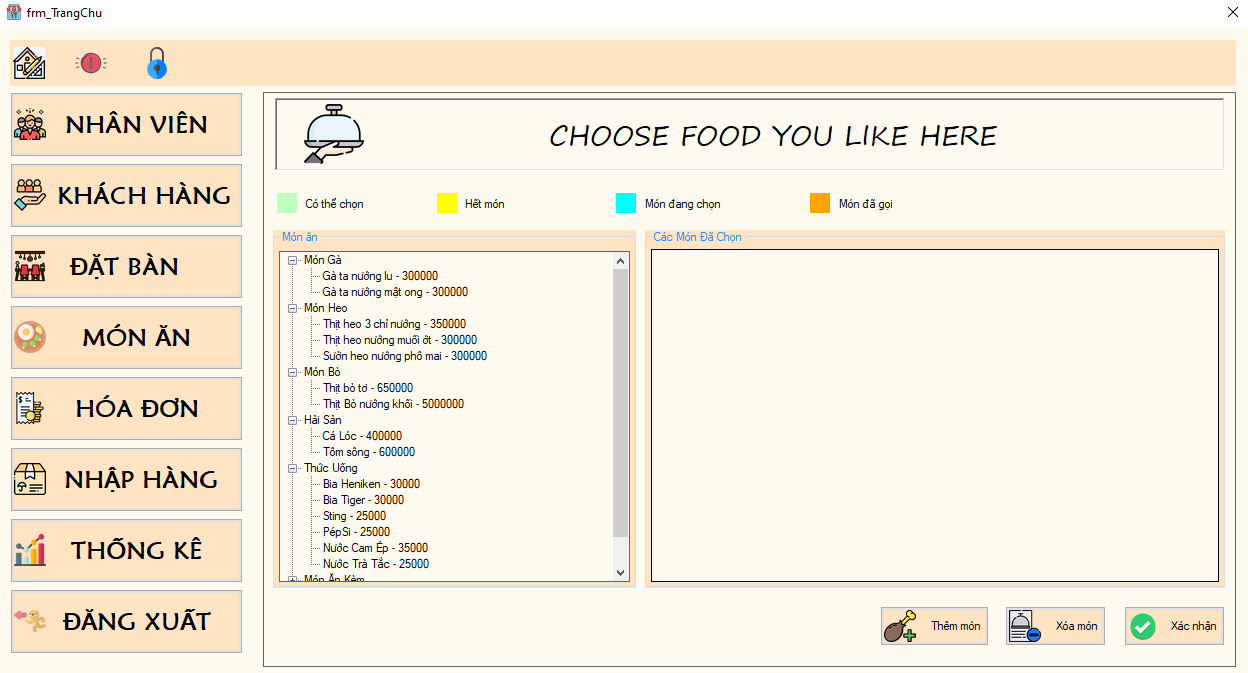 frm_TrangChu
NHÂN VIÊN
KHÁCH HÀNG
ĐẶT BÀN
MÓN ĂN
HÓA ĐƠN
NHẬP HÀNG
THỐNG KÊ
ĐĂNG XUẤT
CHOOSE FOOD YOU LIKE HERE
Có thể chọn
Hết món
Món đang chọn
Món đã gọi
Món ăn
Món Gà
Gà ta nướng lu - 300000
Gà ta nướng mật ong - 300000
Món Heo
Thịt heo 3 chỉ nướng - 350000
Thịt heo nướng muối ớt - 300000
Sườn heo nướng phô mai - 300000
Món Bò
Thịt bò tơ - 650000
Thịt Bò nướng khối - 5000000
Hải Sản
Cá Lóc - 400000
Tôm sông - 600000
Thức Uống
Bia Heniken - 30000
Bia Tiger - 30000
Sting - 25000
PépSi - 25000
Nước Cam Ép - 35000
Nước Trà Tắc - 25000
Món Ăn Kèm
Các Món Đã Chọn
Thêm món
Xóa món
Xác nhận